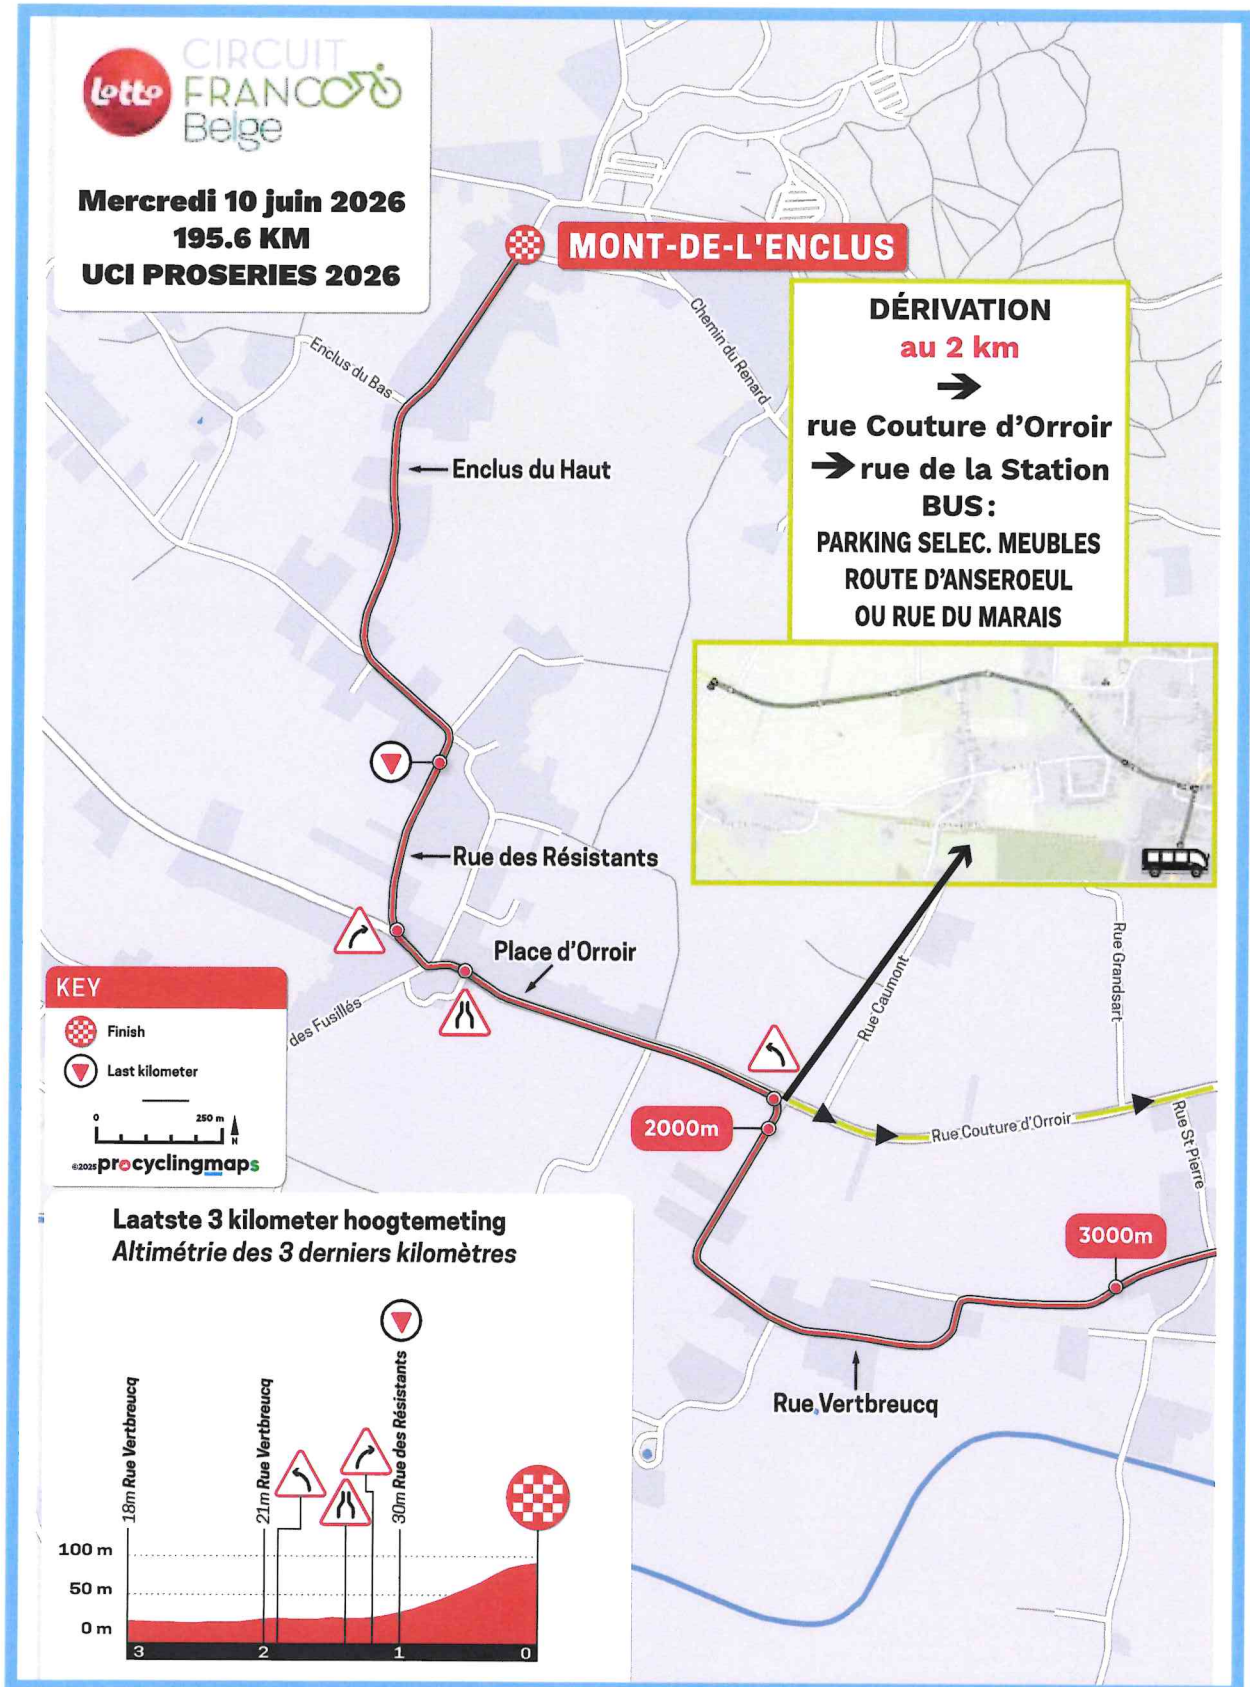 Lotto
CIRCUIT
FRANCO
Belge
Mercredi 10 juin 2026
195.6 KM
UCI PROSERIES 2026
MONT-DE-L'ENCLUS
DÉRIVATION
au 2 km
rue Couture d'Orroir
rue de la Station
BUS:
PARKING SELEC. MEUBLES
ROUTE D'ANSEROEUL
OU RUE DU MARAIS
Chemin du Renard
Enclus du Bas
Enclus du Haut
Rue des Résistants
Place d'Orroir
des Fusillés
Rue Caumont
Rue Grandsart
Rue Couture d'Orroir
Rue St Pierre
2000m
3000m
Rue Vertbreucq
KEY
Finish
Last kilometer
0 250 m
N
©2025 procyclingmaps
Laatste 3 kilometer hoogtemeting
Altimétrie des 3 derniers kilomètres
18m Rue Vertbreucq
21m Rue Vertbreucq
30m Rue des Résistants
100 m
50 m
0 m
3 2 1 0